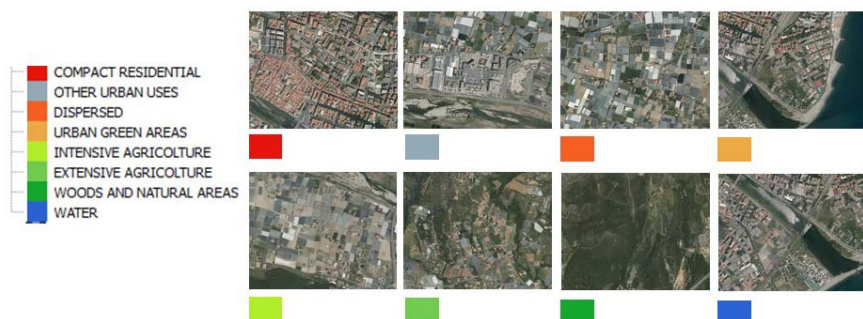 COMPACT RESIDENTIAL
OTHER URBAN USES
DISPERSED
URBAN GREEN AREAS
INTENSIVE AGRICOLTURE
EXTENSIVE AGRICOLTURE
WOODS AND NATURAL AREAS
WATER